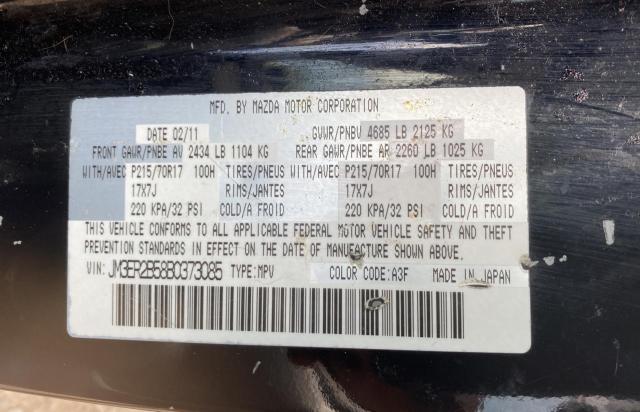 MFD. BY MAZDA MOTOR CORPORATION
DATE 02/11 GVWR/PNBV 4685 LB 2125 KG
FRONT GAWR/PNBE AV 2434 LB 1104 KG REAR GAWR/PNBE AR 2260 LB 1025 KG
WITH/AVEC P215/70R17 100H TIRES/PNEUS WITH/AVEC P215/70R17 100H TIRES/PNEUS
17X7J RIMS/JANTES 17X7J RIMS/JANTES
220 KPA/32 PSI COLD/A FROID 220 KPA/32 PSI COLD/A FROID
THIS VEHICLE CONFORMS TO ALL APPLICABLE FEDERAL MOTOR VEHICLE SAFETY AND THEFT
PREVENTION STANDARDS IN EFFECT ON THE DATE OF MANUFACTURE SHOWN ABOVE.
VIN: JM3ER2B58B0373085 TYPE: MPV COLOR CODE: A3F MADE IN JAPAN